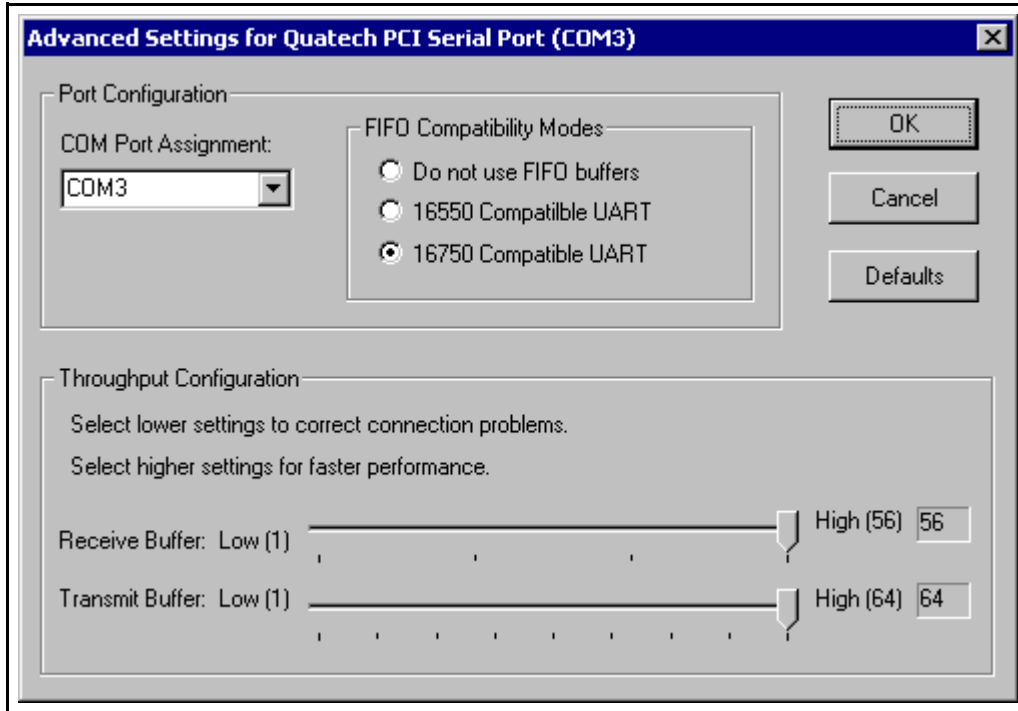 Advanced Settings for Quatech PCI Serial Port (COM3)
Port Configuration
COM Port Assignment:
COM3
FIFO Compatibility Modes
Do not use FIFO buffers
16550 Compatilble UART
16750 Compatible UART
OK
Cancel
Defaults
Throughput Configuration
Select lower settings to correct connection problems.
Select higher settings for faster performance.
Receive Buffer: Low (1) High (56) 56
Transmit Buffer: Low (1) High (64) 64